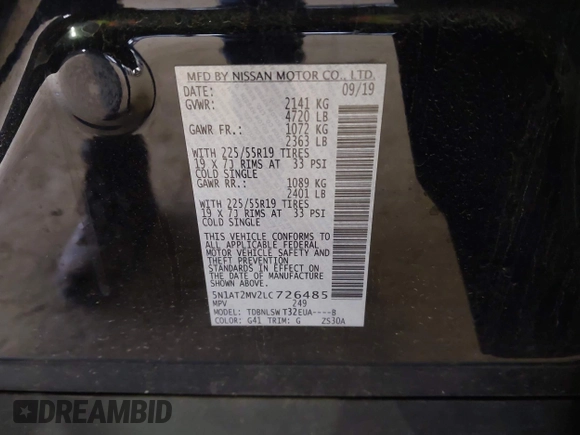 MFD BY NISSAN MOTOR CO., LTD.
DATE: 09/19
GVWR: 2141 KG
4720 LB
GAWR FR.: 1072 KG
2363 LB
WITH 225/55R19 TIRES
19 X 7J RIMS AT 33 PSI
COLD SINGLE
GAWR RR.: 1089 KG
2401 LB
WITH 225/55R19 TIRES
19 X 7J RIMS AT 33 PSI
COLD SINGLE
THIS VEHICLE CONFORMS TO
ALL APPLICABLE FEDERAL
MOTOR VEHICLE SAFETY AND
THEFT PREVENTION
STANDARDS IN EFFECT ON
THE DATE OF MANUFACTURE
SHOWN ABOVE.
5N1AT2MV2LC726485
MPV 249
MODEL: TDBNLSW T32EUA----B
COLOR: G41 TRIM: G ZS30A
DREAMBID